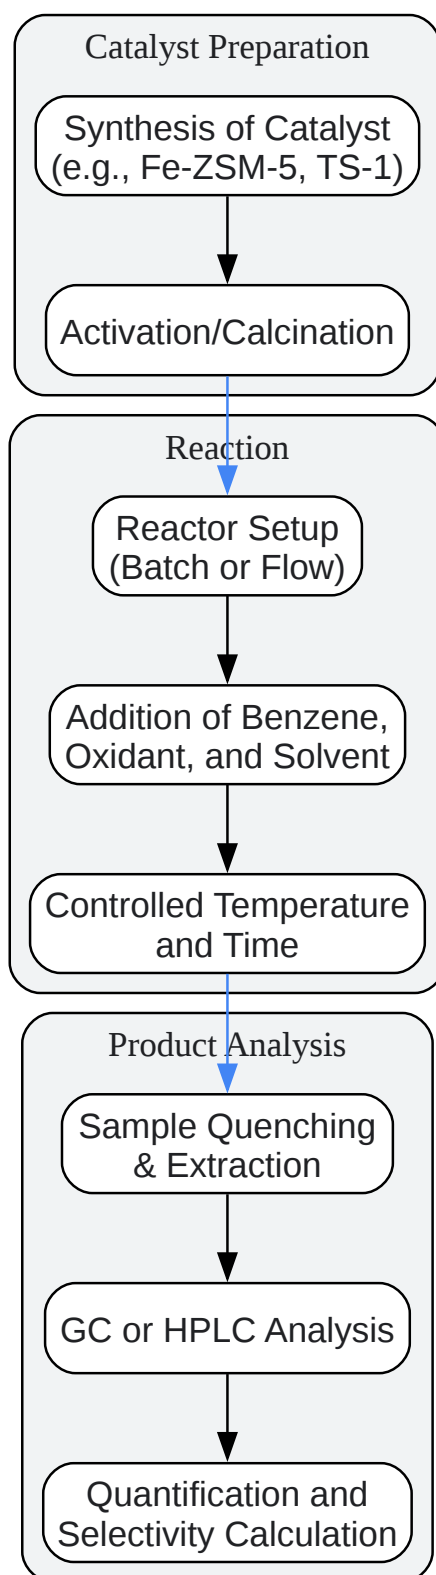 Catalyst Preparation
Synthesis of Catalyst
(e.g., Fe-ZSM-5, TS-1)
Activation/Calcination
Reaction
Reactor Setup
(Batch or Flow)
Addition of Benzene,
Oxidant, and Solvent
Controlled Temperature
and Time
Product Analysis
Sample Quenching
& Extraction
GC or HPLC Analysis
Quantification and
Selectivity Calculation